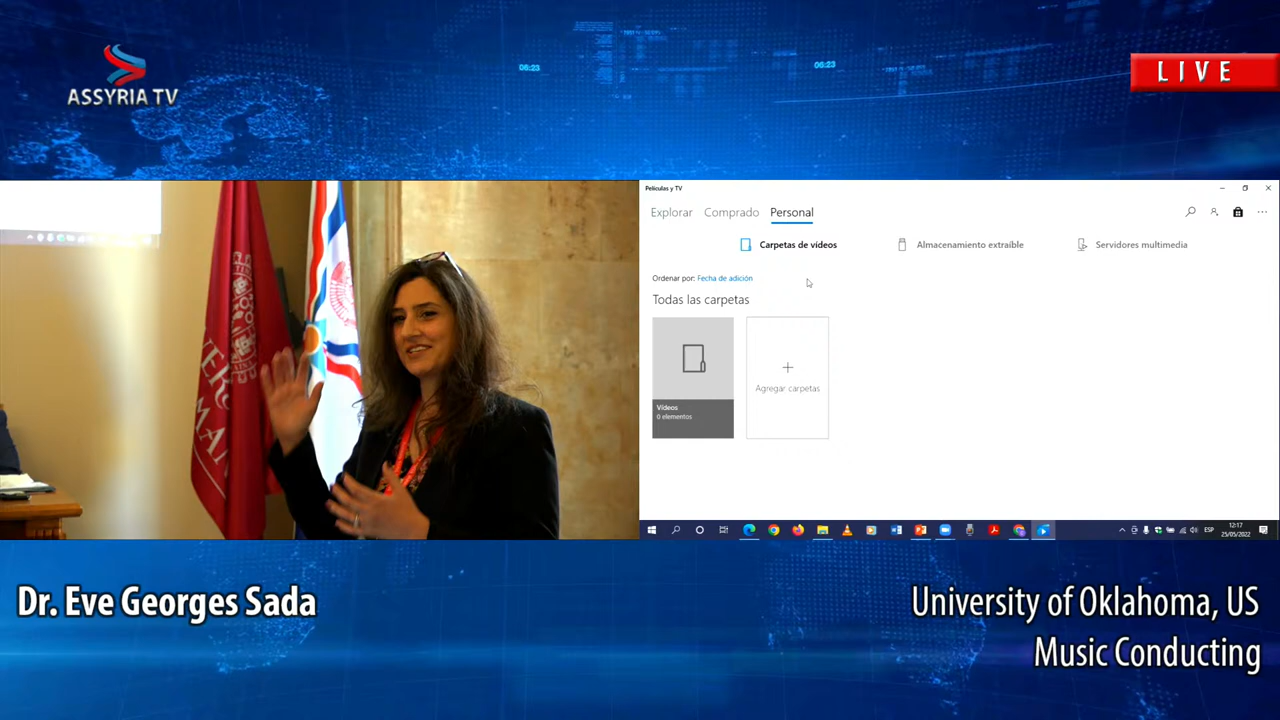 ASSYRIA TV
06:23
06:23
LIVE
Películas y TV
Explorar
Comprado
Personal
Carpetas de vídeos
Almacenamiento extraíble
Servidores multimedia
Ordenar por: Fecha de adición
Todas las carpetas
Vídeos
0 elementos
Agregar carpetas
ESP
12:17
25/05/2022
Dr. Eve Georges Sada
University of Oklahoma, US
Music Conducting